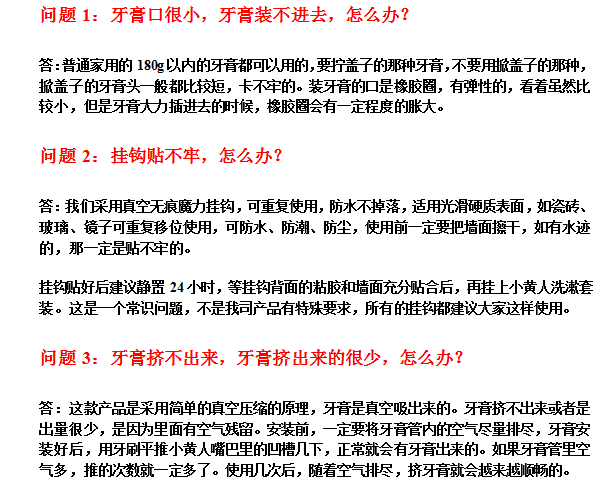 问题 1：牙膏口很小，牙膏装不进去，怎么办？
答：普通家用的 180g 以内的牙膏都可以用的，要拧盖子的那种牙膏，不要用掀盖子的那种，
掀盖子的牙膏头一般都比较短，卡不牢的。装牙膏的口是橡胶圈，有弹性的，看着虽然比
较小，但是牙膏大力插进去的时候，橡胶圈会有一定程度的胀大。
问题 2：挂钩贴不牢，怎么办？
答：我们采用真空无痕魔力挂钩，可重复使用，防水不掉落，适用光滑硬质表面，如瓷砖、
玻璃、镜子可重复移位使用，可防水、防潮、防尘，使用前一定要把墙面擦干，如有水迹
的，那一定是贴不牢的。
挂钩贴好后建议静置 24 小时，等挂钩背面的粘胶和墙面充分贴合后，再挂上小黄人洗漱套
装。这是一个常识问题，不是我司产品有特殊要求，所有的挂钩都建议大家这样使用。
问题 3：牙膏挤不出来，牙膏挤出来的很少，怎么办？
答：这款产品是采用简单的真空压缩的原理，牙膏是真空吸出来的。牙膏挤不出来或者是
出量很少，是因为里面有空气残留。安装前，一定要将牙膏管内的空气尽量排尽，牙膏安
装好后，用牙刷平推小黄人嘴巴里的凹槽几下，正常就会有牙膏出来的。如果牙膏管里空
气多，推的次数就一定多了。使用几次后，随着空气排尽，挤牙膏就会越来越顺畅的。